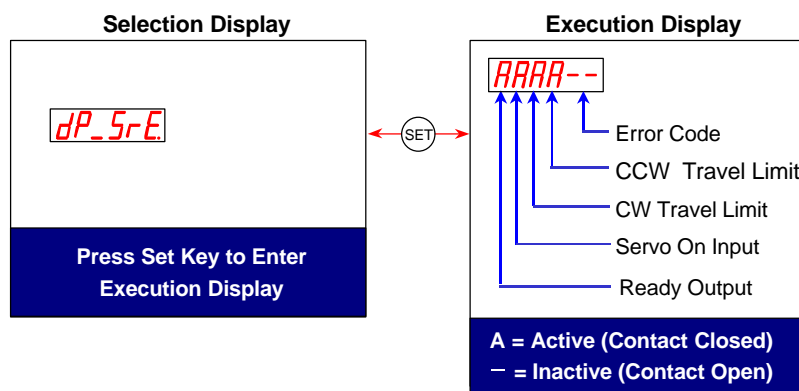 Selection Display
dP_SrE.
Press Set Key to Enter
Execution Display
SET
Execution Display
AAAA--
Error Code
CCW Travel Limit
CW Travel Limit
Servo On Input
Ready Output
A = Active (Contact Closed)
– = Inactive (Contact Open)